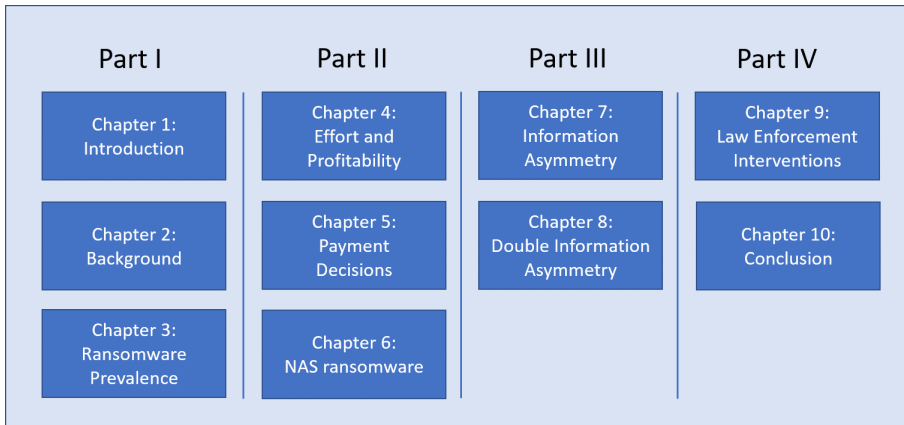 Part I
Chapter 1:
Introduction
Chapter 2:
Background
Chapter 3:
Ransomware
Prevalence
Part II
Chapter 4:
Effort and
Profitability
Chapter 5:
Payment
Decisions
Chapter 6:
NAS ransomware
Part III
Chapter 7:
Information
Asymmetry
Chapter 8:
Double Information
Asymmetry
Part IV
Chapter 9:
Law Enforcement
Interventions
Chapter 10:
Conclusion